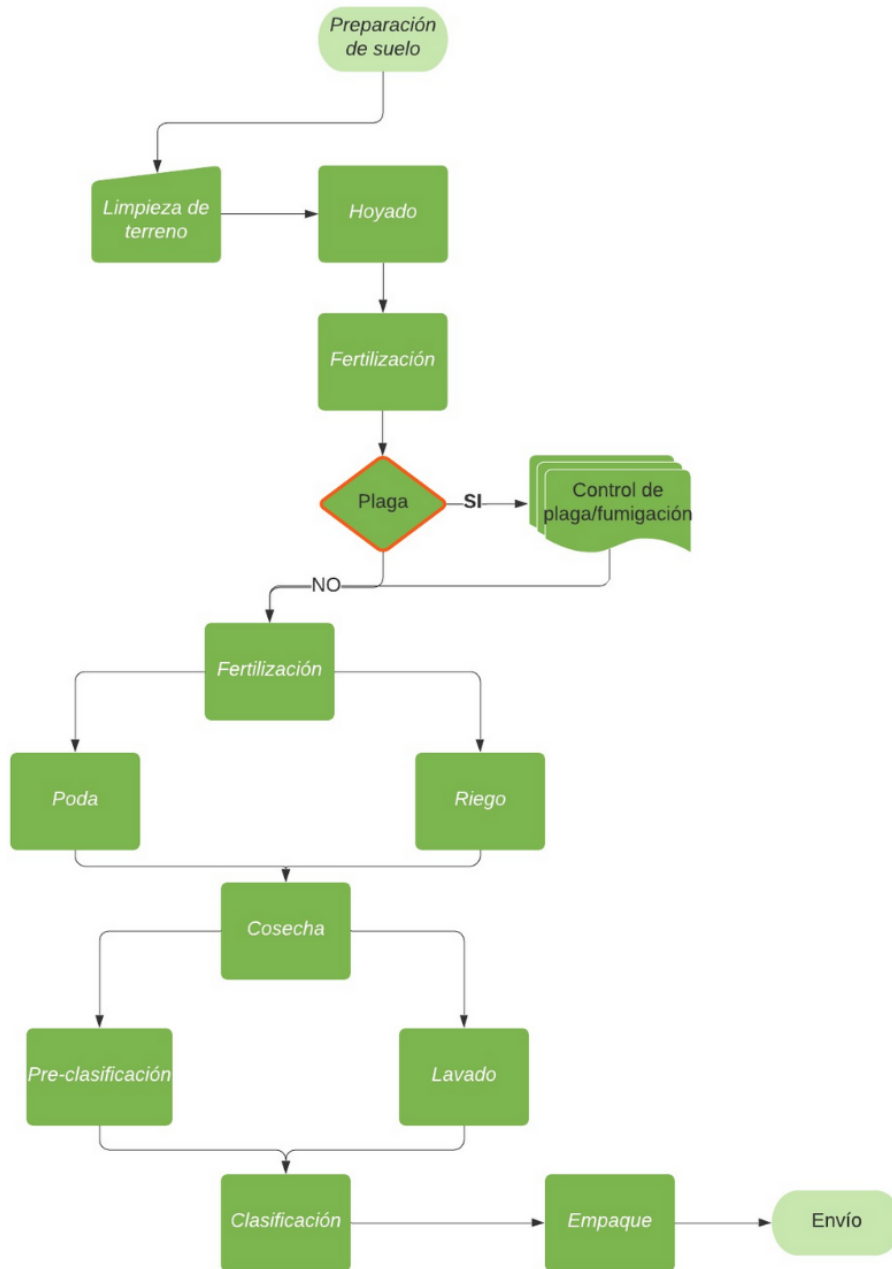 Preparación
de suelo
Limpieza de
terreno
Hoyado
Fertilización
Plaga
SI
Control de
plaga/fumigación
NO
Fertilización
Poda
Riego
Cosecha
Pre-clasificación
Lavado
Clasificación
Empaque
Envío